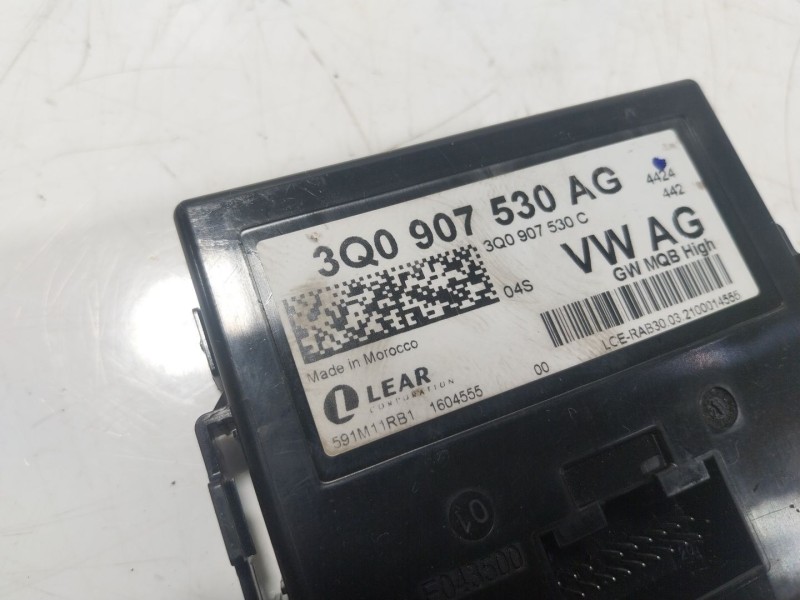 3Q0 907 530 AG
4424
442
3Q0 907 530 C
VW AG
GW MQB High
04S
Made in Morocco
LCE-RAB30.03.2100014555
LEAR
CORPORATION
00
591M11RB1 1604555
01